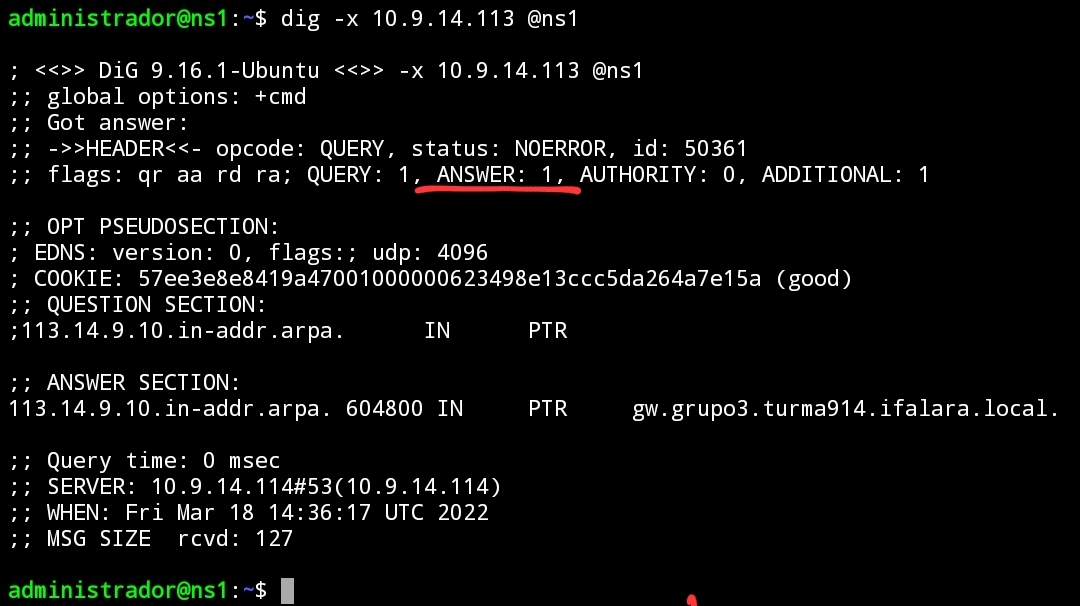 administrador@ns1:~$ dig -x 10.9.14.113 @ns1
; <<>> DiG 9.16.1-Ubuntu <<>> -x 10.9.14.113 @ns1
;; global options: +cmd
;; Got answer:
;; ->>HEADER<<- opcode: QUERY, status: NOERROR, id: 50361
;; flags: qr aa rd ra; QUERY: 1, ANSWER: 1, AUTHORITY: 0, ADDITIONAL: 1
;; OPT PSEUDOSECTION:
; EDNS: version: 0, flags:; udp: 4096
; COOKIE: 57ee3e8e8419a47001000000623498e13ccc5da264a7e15a (good)
;; QUESTION SECTION:
;113.14.9.10.in-addr.arpa. IN PTR
;; ANSWER SECTION:
113.14.9.10.in-addr.arpa. 604800 IN PTR gw.grupo3.turma914.ifalara.local.
;; Query time: 0 msec
;; SERVER: 10.9.14.114#53(10.9.14.114)
;; WHEN: Fri Mar 18 14:36:17 UTC 2022
;; MSG SIZE rcvd: 127
administrador@ns1:~$